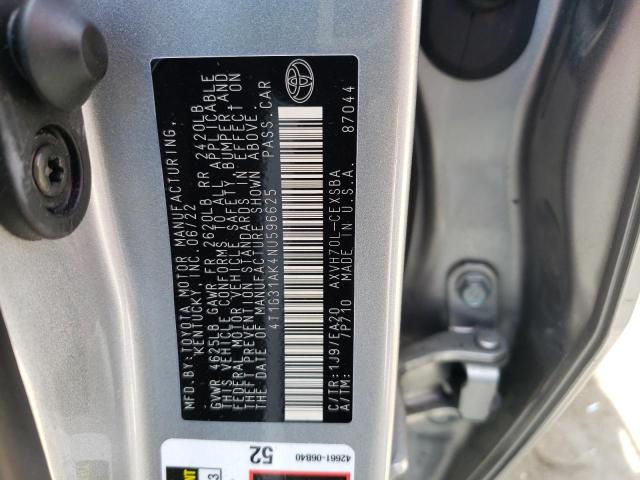 MFD.BY:TOYOTA MOTOR MANUFACTURING,
KENTUCKY, INC. 06/22
GVWR 4625LB GAWR FR 2620LB RR 2420LB
THIS VEHICLE CONFORMS TO ALL APPLICABLE
FEDERAL MOTOR VEHICLE SAFETY, BUMPER, AND
THEFT PREVENTION STANDARDS IN EFFECT ON
THE DATE OF MANUFACTURE SHOWN ABOVE.
4T1G31AK4NU596625 PASS.CAR
C/TR:1J9/EA20 AXVH70L-CEXSBA
A/TM: 7P710 MADE IN U.S.A. 87044
42661-06B40
52